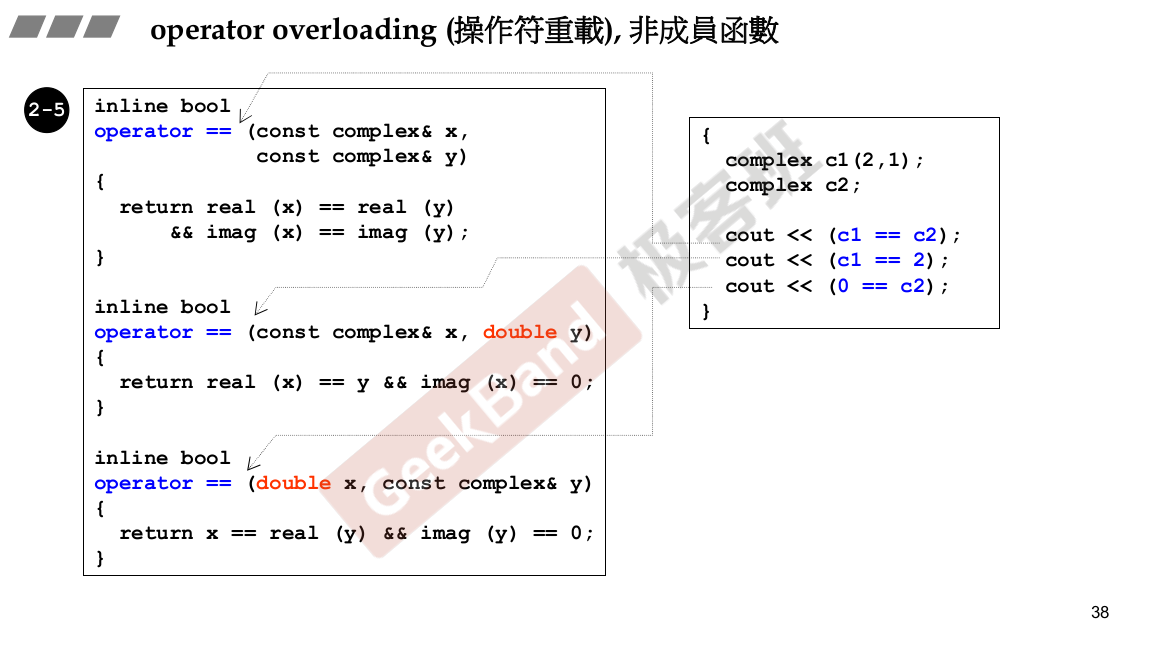 operator overloading (操作符重載), 非成員函數
2-5
inline bool
operator == (const complex& x,
             const complex& y)
{
  return real (x) == real (y)
      && imag (x) == imag (y);
}
inline bool
operator == (const complex& x, double y)
{
  return real (x) == y && imag (x) == 0;
}
inline bool
operator == (double x, const complex& y)
{
  return x == real (y) && imag (y) == 0;
}
{
  complex c1(2,1);
  complex c2;
  cout << (c1 == c2);
  cout << (c1 == 2);
  cout << (0 == c2);
}
GeekBand 极客班
38